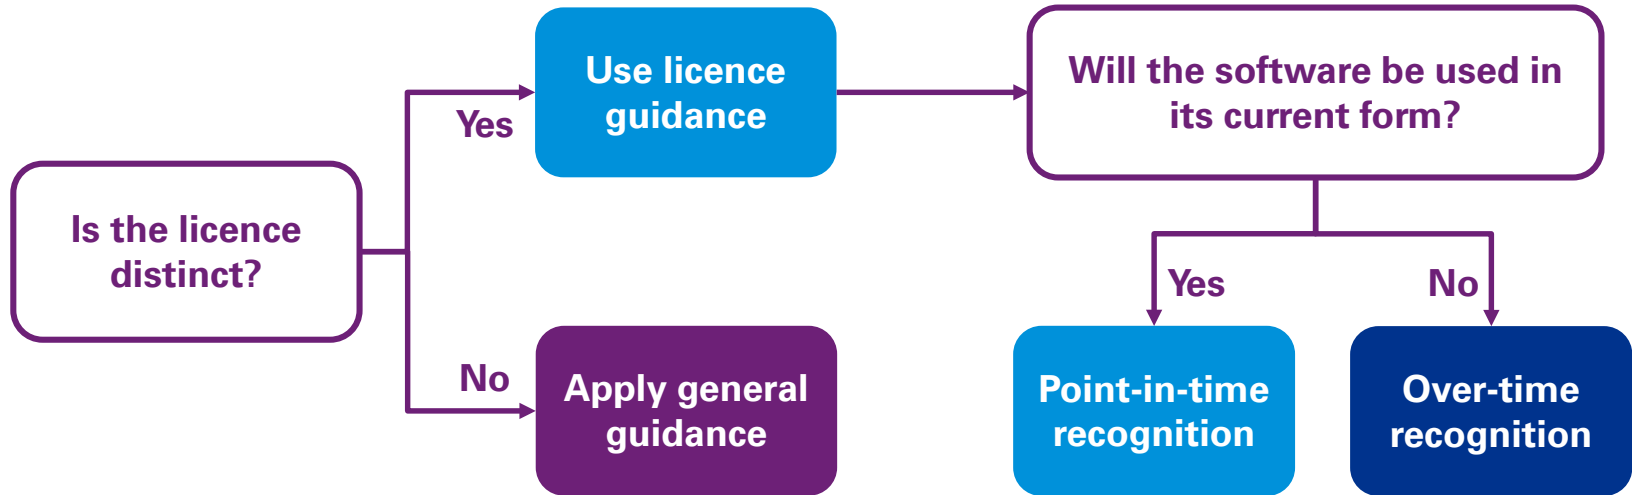 Is the licence
distinct?
Yes
Use licence
guidance
Will the software be used in
its current form?
No
Apply general
guidance
Yes
Point-in-time
recognition
No
Over-time
recognition